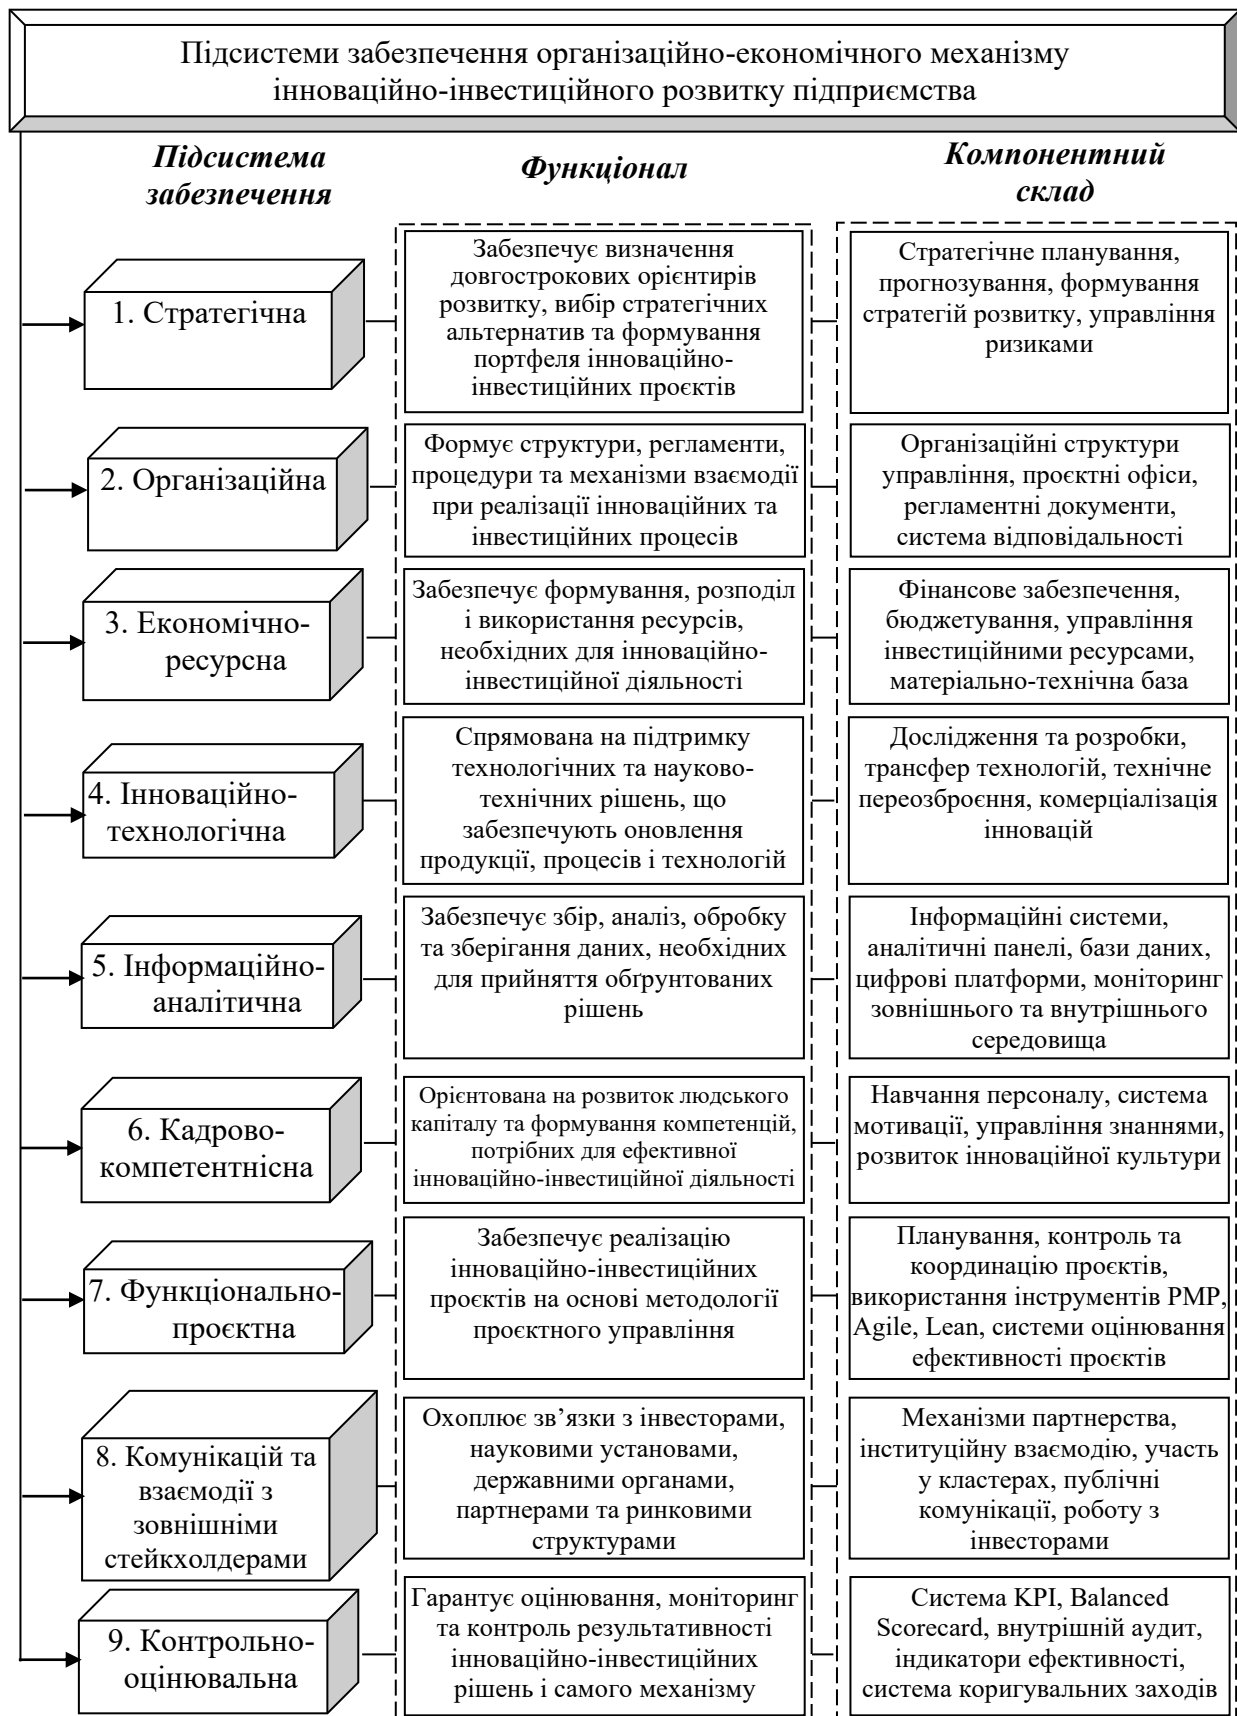 Підсистеми забезпечення організаційно-економічного механізму
інноваційно-інвестиційного розвитку підприємства
Підсистема
забезпечення
Функціонал
Компонентний
склад
1. Стратегічна
Забезпечує визначення
довгострокових орієнтирів
розвитку, вибір стратегічних
альтернатив та формування
портфеля інноваційно-
інвестиційних проєктів
Стратегічне планування,
прогнозування, формування
стратегій розвитку, управління
ризиками
2. Організаційна
Формує структури, регламенти,
процедури та механізми взаємодії
при реалізації інноваційних та
інвестиційних процесів
Організаційні структури
управління, проєктні офіси,
регламентні документи,
система відповідальності
3. Економічно-
ресурсна
Забезпечує формування, розподіл
і використання ресурсів,
необхідних для інноваційно-
інвестиційної діяльності
Фінансове забезпечення,
бюджетування, управління
інвестиційними ресурсами,
матеріально-технічна база
4. Інноваційно-
технологічна
Спрямована на підтримку
технологічних та науково-
технічних рішень, що
забезпечують оновлення
продукції, процесів і технологій
Дослідження та розробки,
трансфер технологій, технічне
переозброєння, комерціалізація
інновацій
5. Інформаційно-
аналітична
Забезпечує збір, аналіз, обробку
та зберігання даних, необхідних
для прийняття обґрунтованих
рішень
Інформаційні системи,
аналітичні панелі, бази даних,
цифрові платформи, моніторинг
зовнішнього та внутрішнього
середовища
6. Кадрово-
компетентнісна
Орієнтована на розвиток людського
капіталу та формування компетенцій,
потрібних для ефективної
інноваційно-інвестиційної діяльності
Навчання персоналу, система
мотивації, управління знаннями,
розвиток інноваційної культури
7. Функціонально-
проєктна
Забезпечує реалізацію
інноваційно-інвестиційних
проєктів на основі методології
проєктного управління
Планування, контроль та
координацію проєктів,
використання інструментів PMP,
Agile, Lean, системи оцінювання
ефективності проєктів
8. Комунікацій та
взаємодії з
зовнішніми
стейкхолдерами
Охоплює зв’язки з інвесторами,
науковими установами,
державними органами,
партнерами та ринковими
структурами
Механізми партнерства,
інституційну взаємодію, участь
у кластерах, публічні
комунікації, роботу з
інвесторами
9. Контрольно-
оцінювальна
Гарантує оцінювання, моніторинг
та контроль результативності
інноваційно-інвестиційних
рішень і самого механізму
Система KPI, Balanced
Scorecard, внутрішній аудит,
індикатори ефективності,
система коригувальних заходів